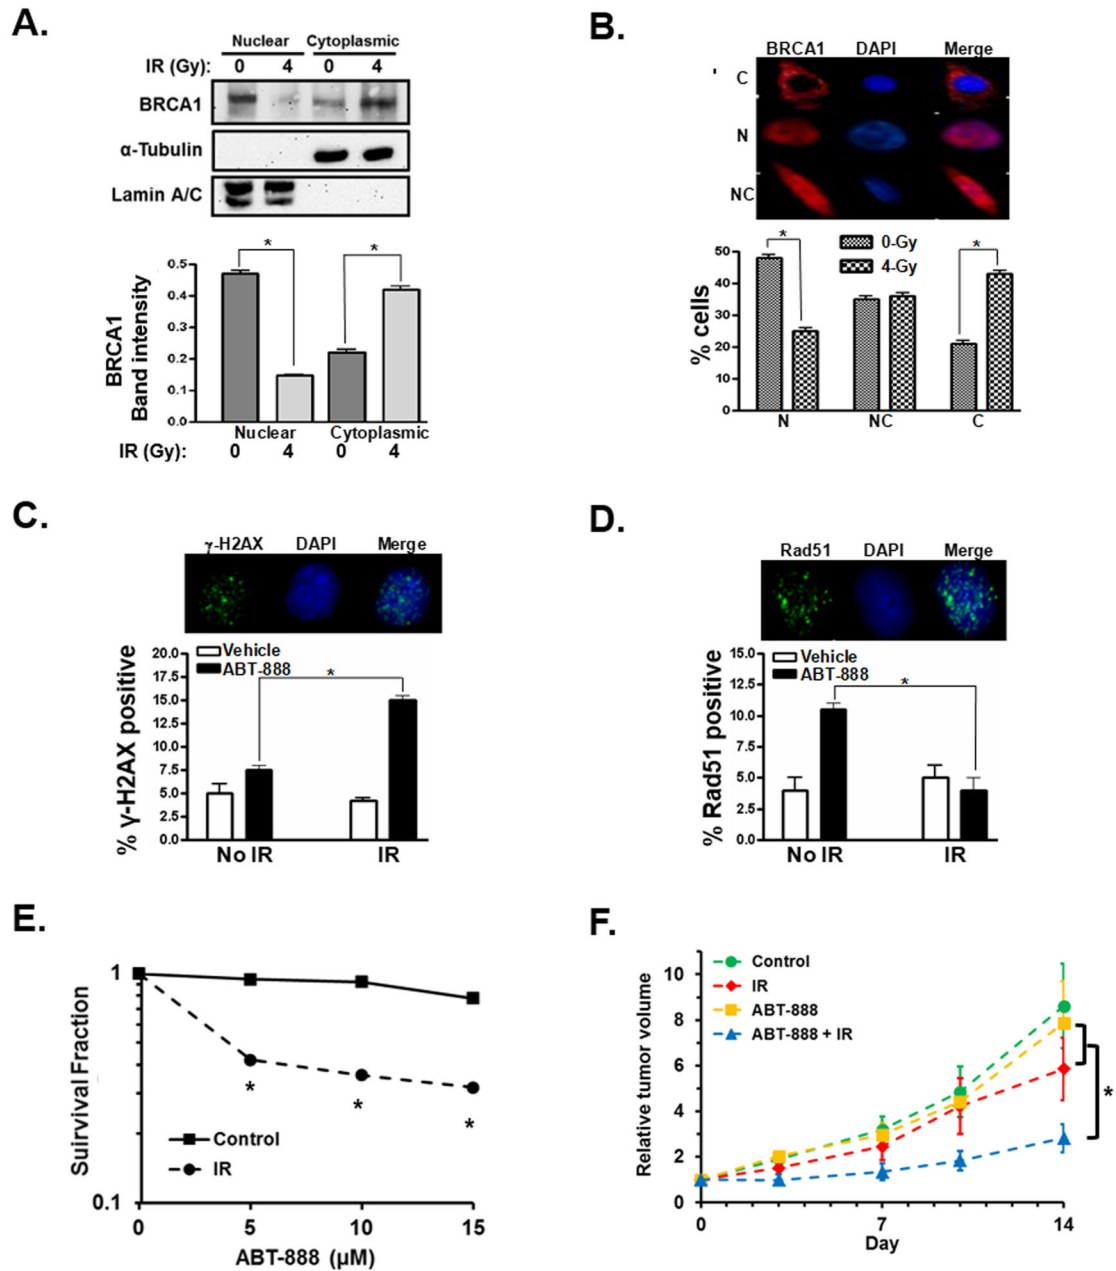 A.
Nuclear Cytoplasmic
IR (Gy): 0 4 0 4
BRCA1
α-Tubulin
Lamin A/C
BRCA1
Band intensity
0.5
0.4
0.3
0.2
0.1
0.0
* *
Nuclear Cytoplasmic
IR (Gy): 0 4 0 4
B.
BRCA1 DAPI Merge
C
N
NC
% cells
50
40
30
20
10
0
0-Gy
4-Gy
* *
N NC C
C.
γ-H2AX DAPI Merge
% γ-H2AX positive
20.0
17.5
15.0
12.5
10.0
7.5
5.0
2.5
0.0
Vehicle
ABT-888
*
No IR IR
D.
Rad51 DAPI Merge
% Rad51 positive
15.0
12.5
10.0
7.5
5.0
2.5
0.0
Vehicle
ABT-888
*
No IR IR
E.
Suirvival Fraction
1
0.1
* * *
Control
IR
0 5 10 15
ABT-888 (μM)
F.
Relative tumor volume
10
8
6
4
2
0
Control
IR
ABT-888
ABT-888 + IR
*
0 7 14
Day